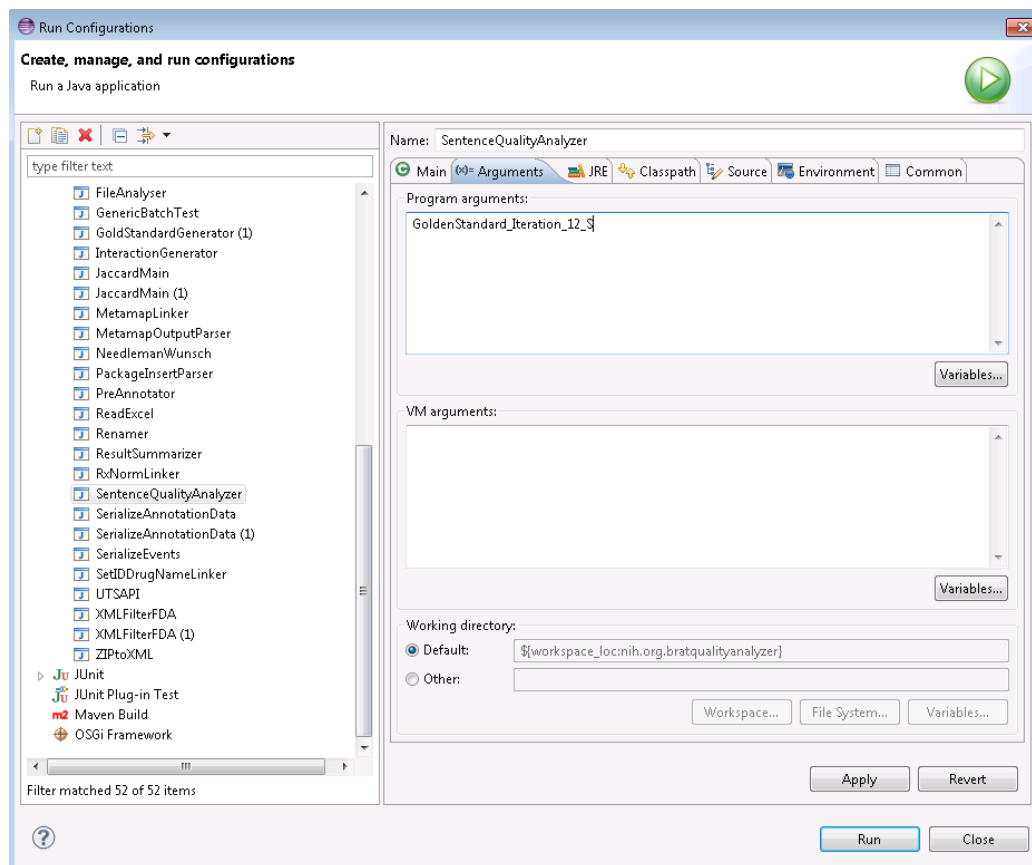 Run Configurations
Create, manage, and run configurations
Run a Java application
type filter text
FileAnalyser
GenericBatchTest
GoldStandardGenerator (1)
InteractionGenerator
JaccardMain
JaccardMain (1)
MetamapLinker
MetamapOutputParser
NeedlemanWunsch
PackageInsertParser
PreAnnotator
ReadExcel
Renamer
ResultSummarizer
RxNormLinker
SentenceQualityAnalyzer
SerializeAnnotationData
SerializeAnnotationData (1)
SerializeEvents
SetIDDrugNameLinker
UTSAPI
XMLFilterFDA
XMLFilterFDA (1)
ZIPtoXML
JUnit
JUnit Plug-in Test
m2 Maven Build
OSGi Framework
Filter matched 52 of 52 items
Name: SentenceQualityAnalyzer
Main (x)= Arguments JRE Classpath Source Environment Common
Program arguments:
GoldenStandard_Iteration_12_S
Variables...
VM arguments:
Variables...
Working directory:
Default: ${workspace_loc:nih.org.bratqualityanalyzer}
Other:
Workspace... File System... Variables...
Apply Revert
Run Close